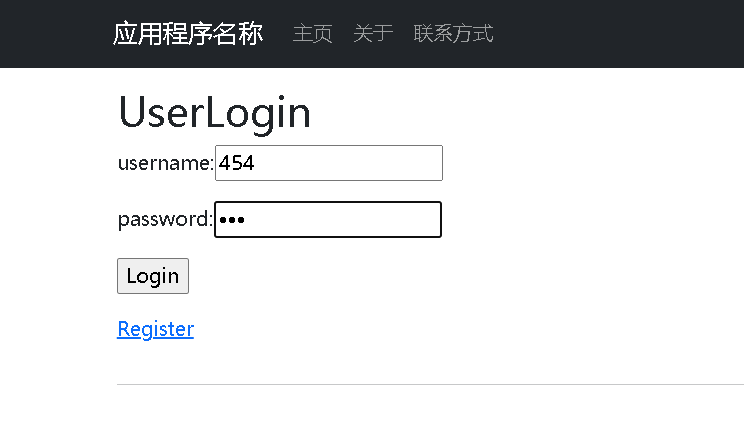 应用程序名称 主页 关于 联系方式
UserLogin
username:454
password:•••
Login
Register